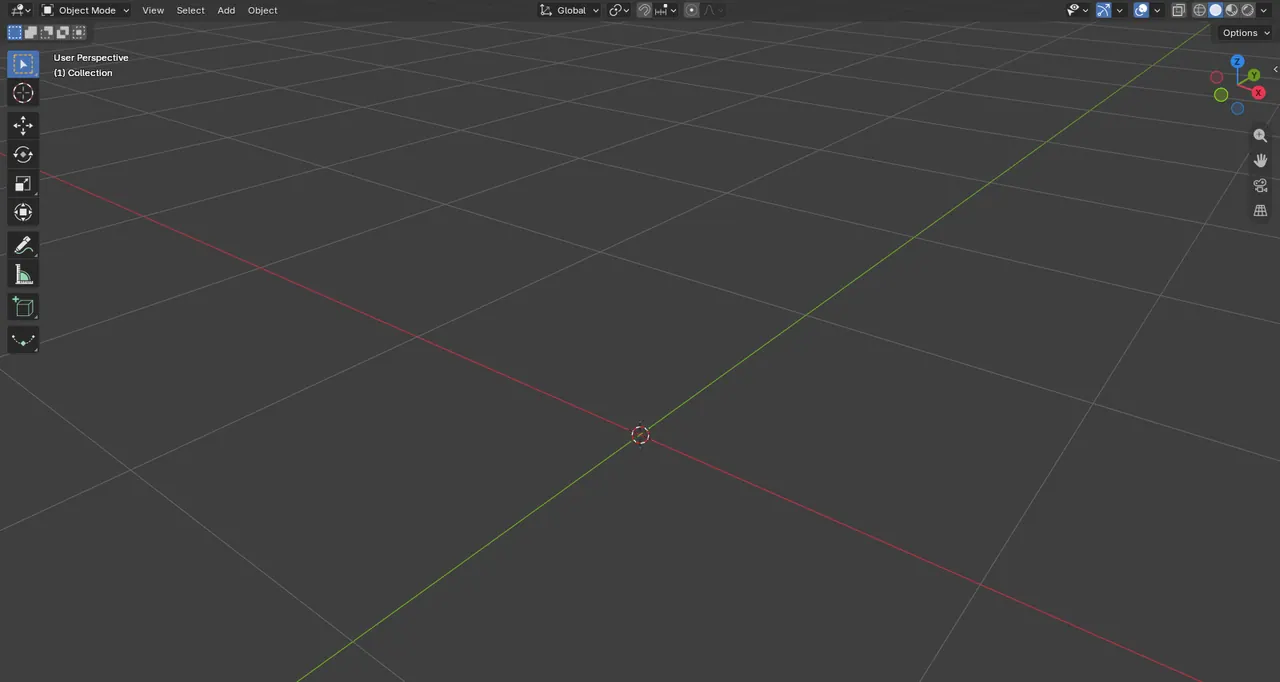 Object Mode View Select Add Object Global
Options
User Perspective
(1) Collection
Z
Y
X